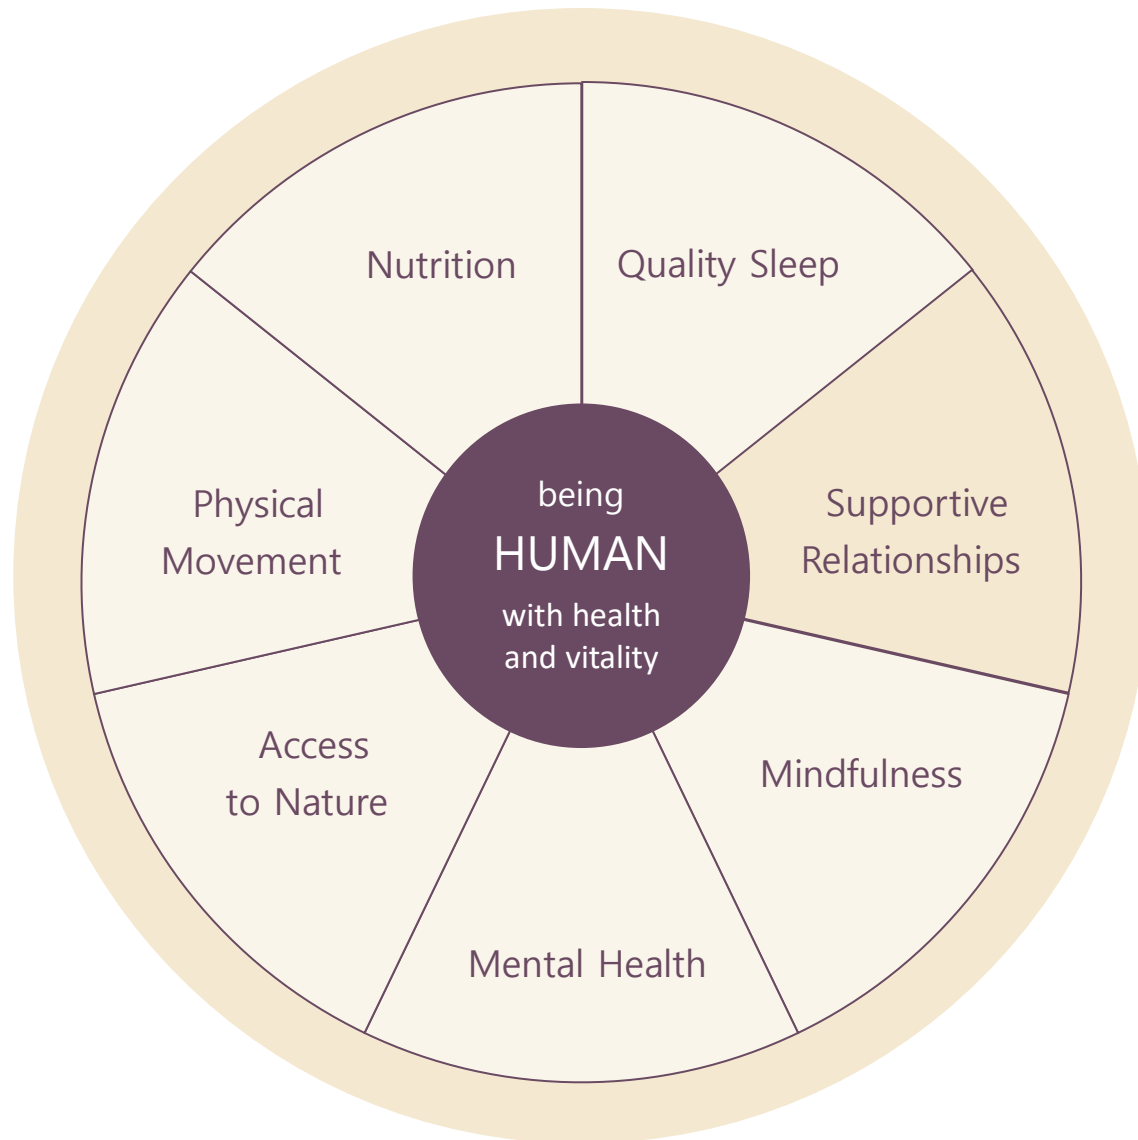 Nutrition
Quality Sleep
Supportive
Relationships
Mindfulness
Mental Health
Access
to Nature
Physical
Movement
being
HUMAN
with health
and vitality